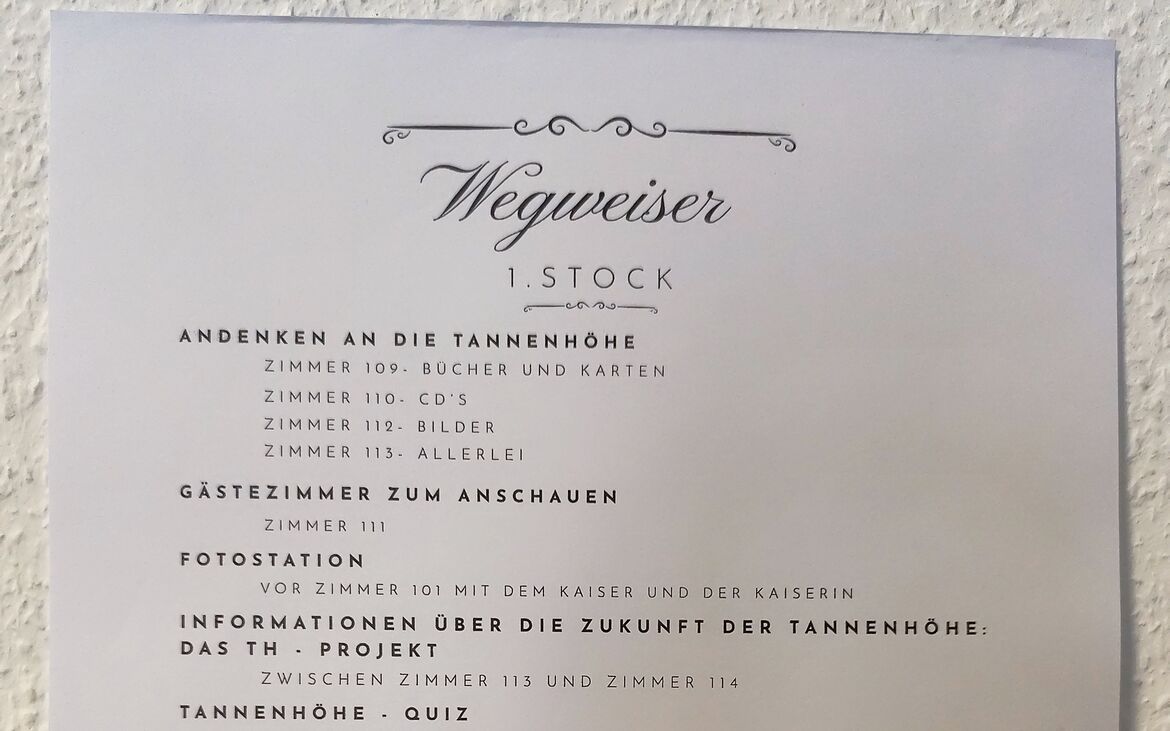 Wegweiser
1.STOCK
ANDENKEN AN DIE TANNENHÖHE
ZIMMER 109- BÜCHER UND KARTEN
ZIMMER 110- CD'S
ZIMMER 112- BILDER
ZIMMER 113- ALLERLEI
GÄSTEZIMMER ZUM ANSCHAUEN
ZIMMER 111
FOTOSTATION
VOR ZIMMER 101 MIT DEM KAISER UND DER KAISERIN
INFORMATIONEN ÜBER DIE ZUKUNFT DER TANNENHÖHE:
DAS TH - PROJEKT
ZWISCHEN ZIMMER 113 UND ZIMMER 114
TANNENHÖHE - QUIZ